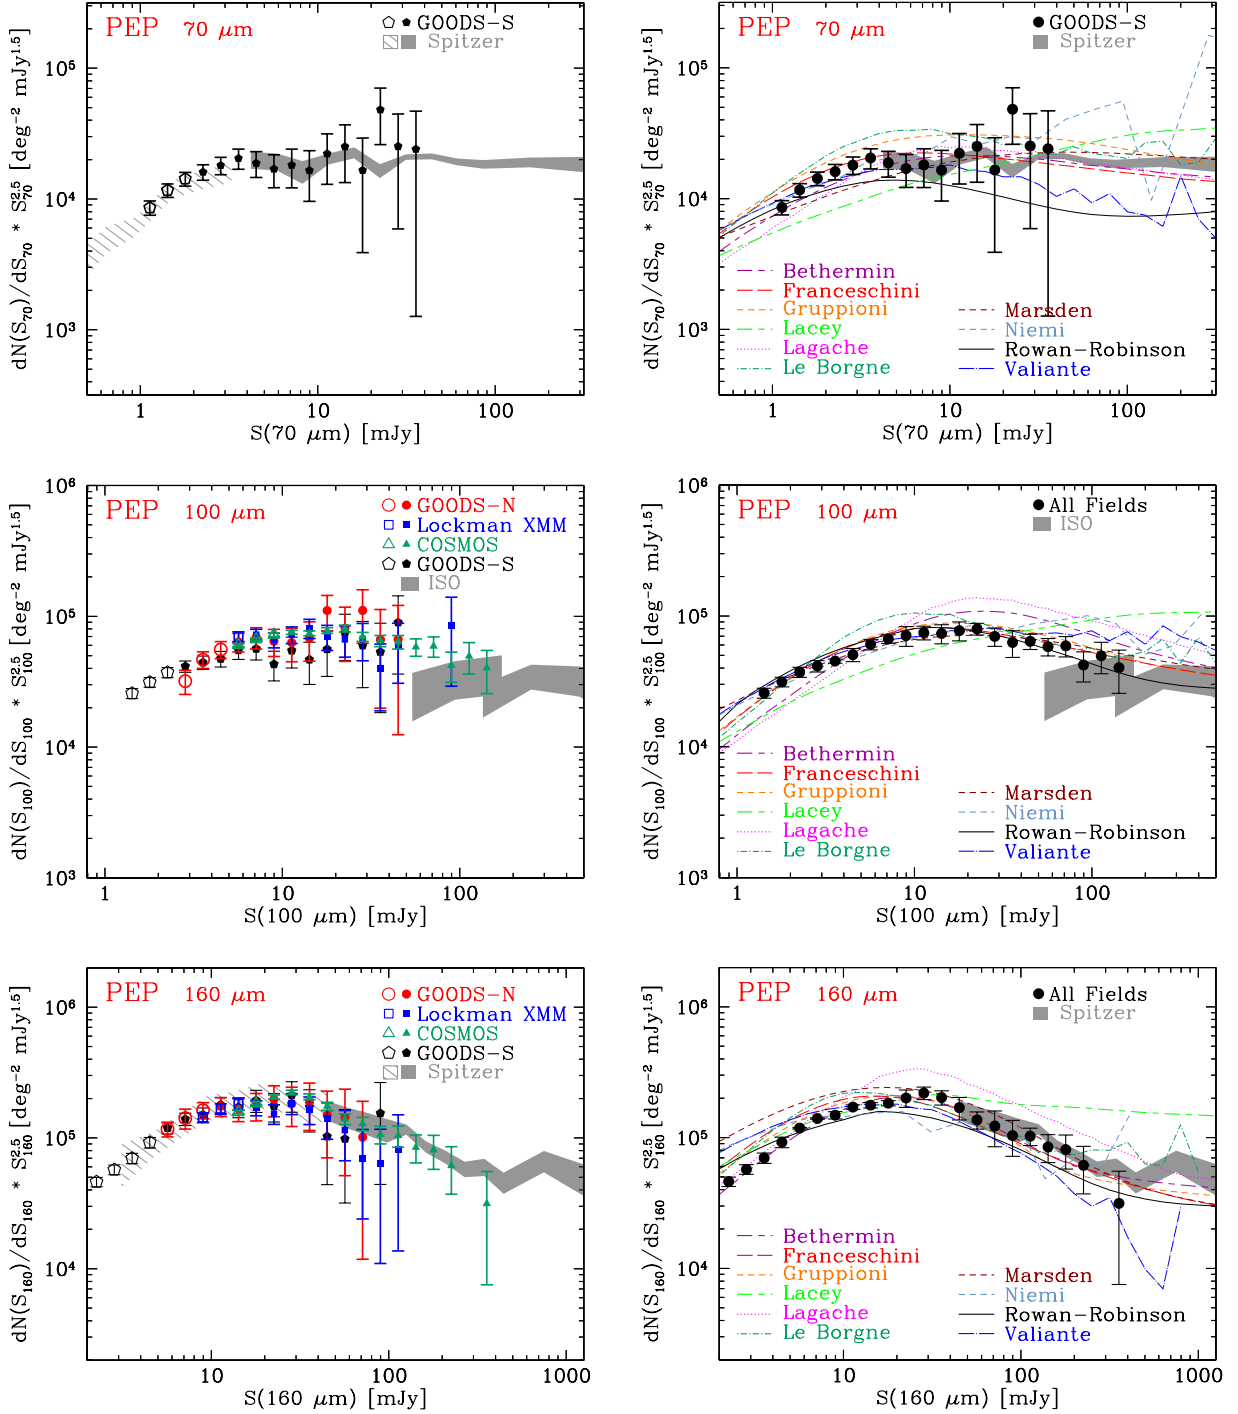 PEP 70 μm
GOODS-S
Spitzer
10⁵
10⁴
10³
dN(S₇₀)/dS₇₀ * S₇₀^2.5 [deg⁻² mJy^1.5]
1 10 100
S(70 μm) [mJy]
PEP 70 μm
GOODS-S
Spitzer
10⁵
10⁴
10³
dN(S₇₀)/dS₇₀ * S₇₀^2.5 [deg⁻² mJy^1.5]
Bethermin
Franceschini
Gruppioni
Lacey
Lagache
Le Borgne
Marsden
Niemi
Rowan-Robinson
Valiante
1 10 100
S(70 μm) [mJy]
PEP 100 μm
GOODS-N
Lockman XMM
COSMOS
GOODS-S
ISO
10⁶
10⁵
10⁴
10³
dN(S₁₀₀)/dS₁₀₀ * S₁₀₀^2.5 [deg⁻² mJy^1.5]
1 10 100
S(100 μm) [mJy]
PEP 100 μm
All Fields
ISO
10⁶
10⁵
10⁴
10³
dN(S₁₀₀)/dS₁₀₀ * S₁₀₀^2.5 [deg⁻² mJy^1.5]
Bethermin
Franceschini
Gruppioni
Lacey
Lagache
Le Borgne
Marsden
Niemi
Rowan-Robinson
Valiante
1 10 100
S(100 μm) [mJy]
PEP 160 μm
GOODS-N
Lockman XMM
COSMOS
GOODS-S
Spitzer
10⁶
10⁵
10⁴
dN(S₁₆₀)/dS₁₆₀ * S₁₆₀^2.5 [deg⁻² mJy^1.5]
10 100 1000
S(160 μm) [mJy]
PEP 160 μm
All Fields
Spitzer
10⁶
10⁵
10⁴
dN(S₁₆₀)/dS₁₆₀ * S₁₆₀^2.5 [deg⁻² mJy^1.5]
Bethermin
Franceschini
Gruppioni
Lacey
Lagache
Le Borgne
Marsden
Niemi
Rowan-Robinson
Valiante
10 100 1000
S(160 μm) [mJy]